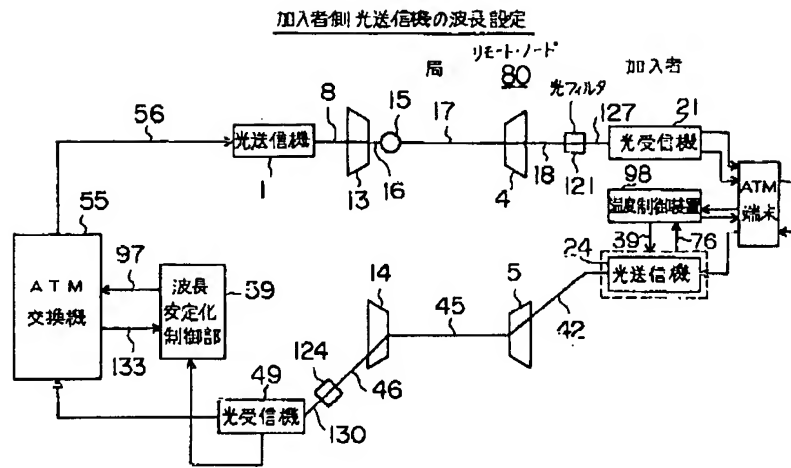 加入者側光送信機の波長設定
局
リモート・ノード
80
加入者
光フィルタ
56
光送信機
1
8
13
16
15
17
4
18
121
127
21
光受信機
98
温度制御装置
ATM
端末
39
76
24
光送信機
55
ATM
交換機
97
133
波長
安定化
制御部
59
14
45
5
42
124
46
49
光受信機
130